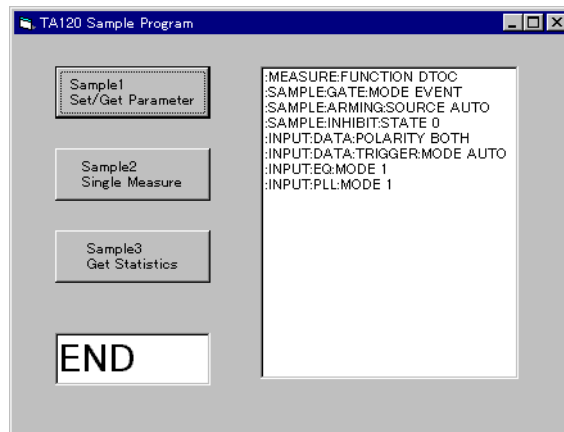 TA120 Sample Program
Sample1
Set/Get Parameter
Sample2
Single Measure
Sample3
Get Statistics
END
:MEASURE:FUNCTION DTOC
:SAMPLE:GATE:MODE EVENT
:SAMPLE:ARMING:SOURCE AUTO
:SAMPLE:INHIBIT:STATE 0
:INPUT:DATA:POLARITY BOTH
:INPUT:DATA:TRIGGER:MODE AUTO
:INPUT:EQ:MODE 1
:INPUT:PLL:MODE 1